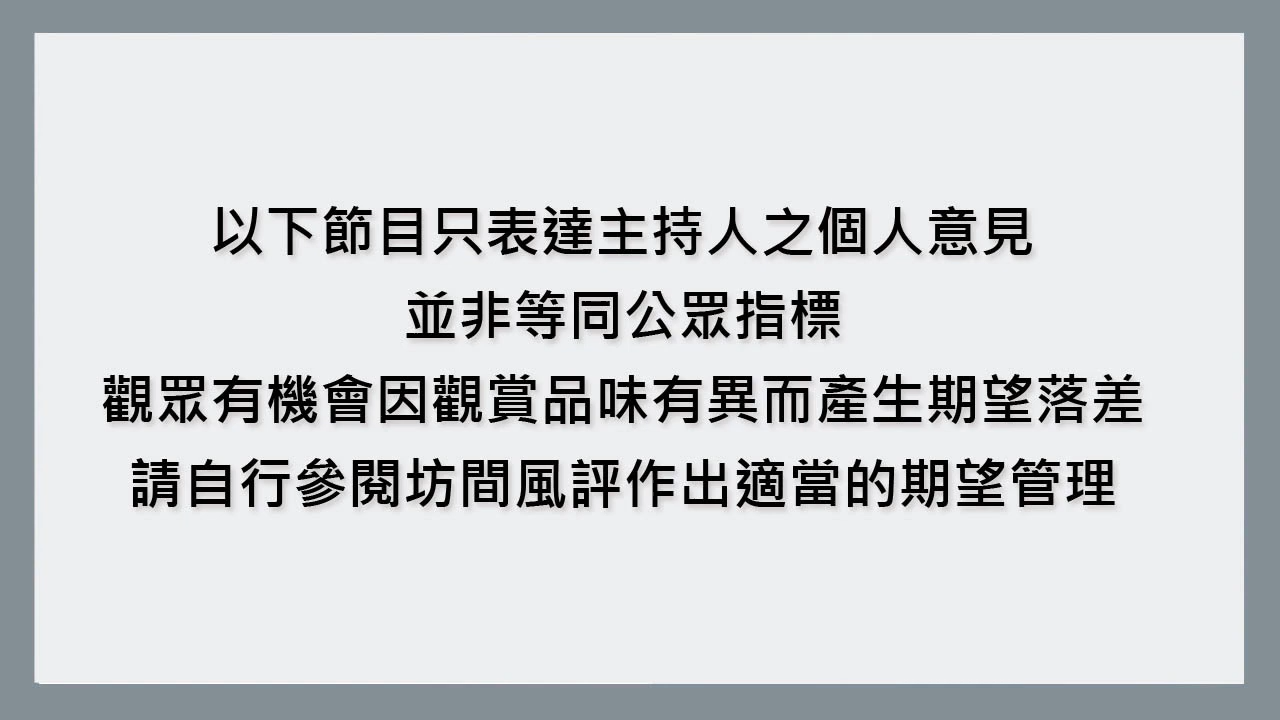 以下節目只表達主持人之個人意見
並非等同公眾指標
觀眾有機會因觀賞品味有異而產生期望落差
請自行參閱坊間風評作出適當的期望管理